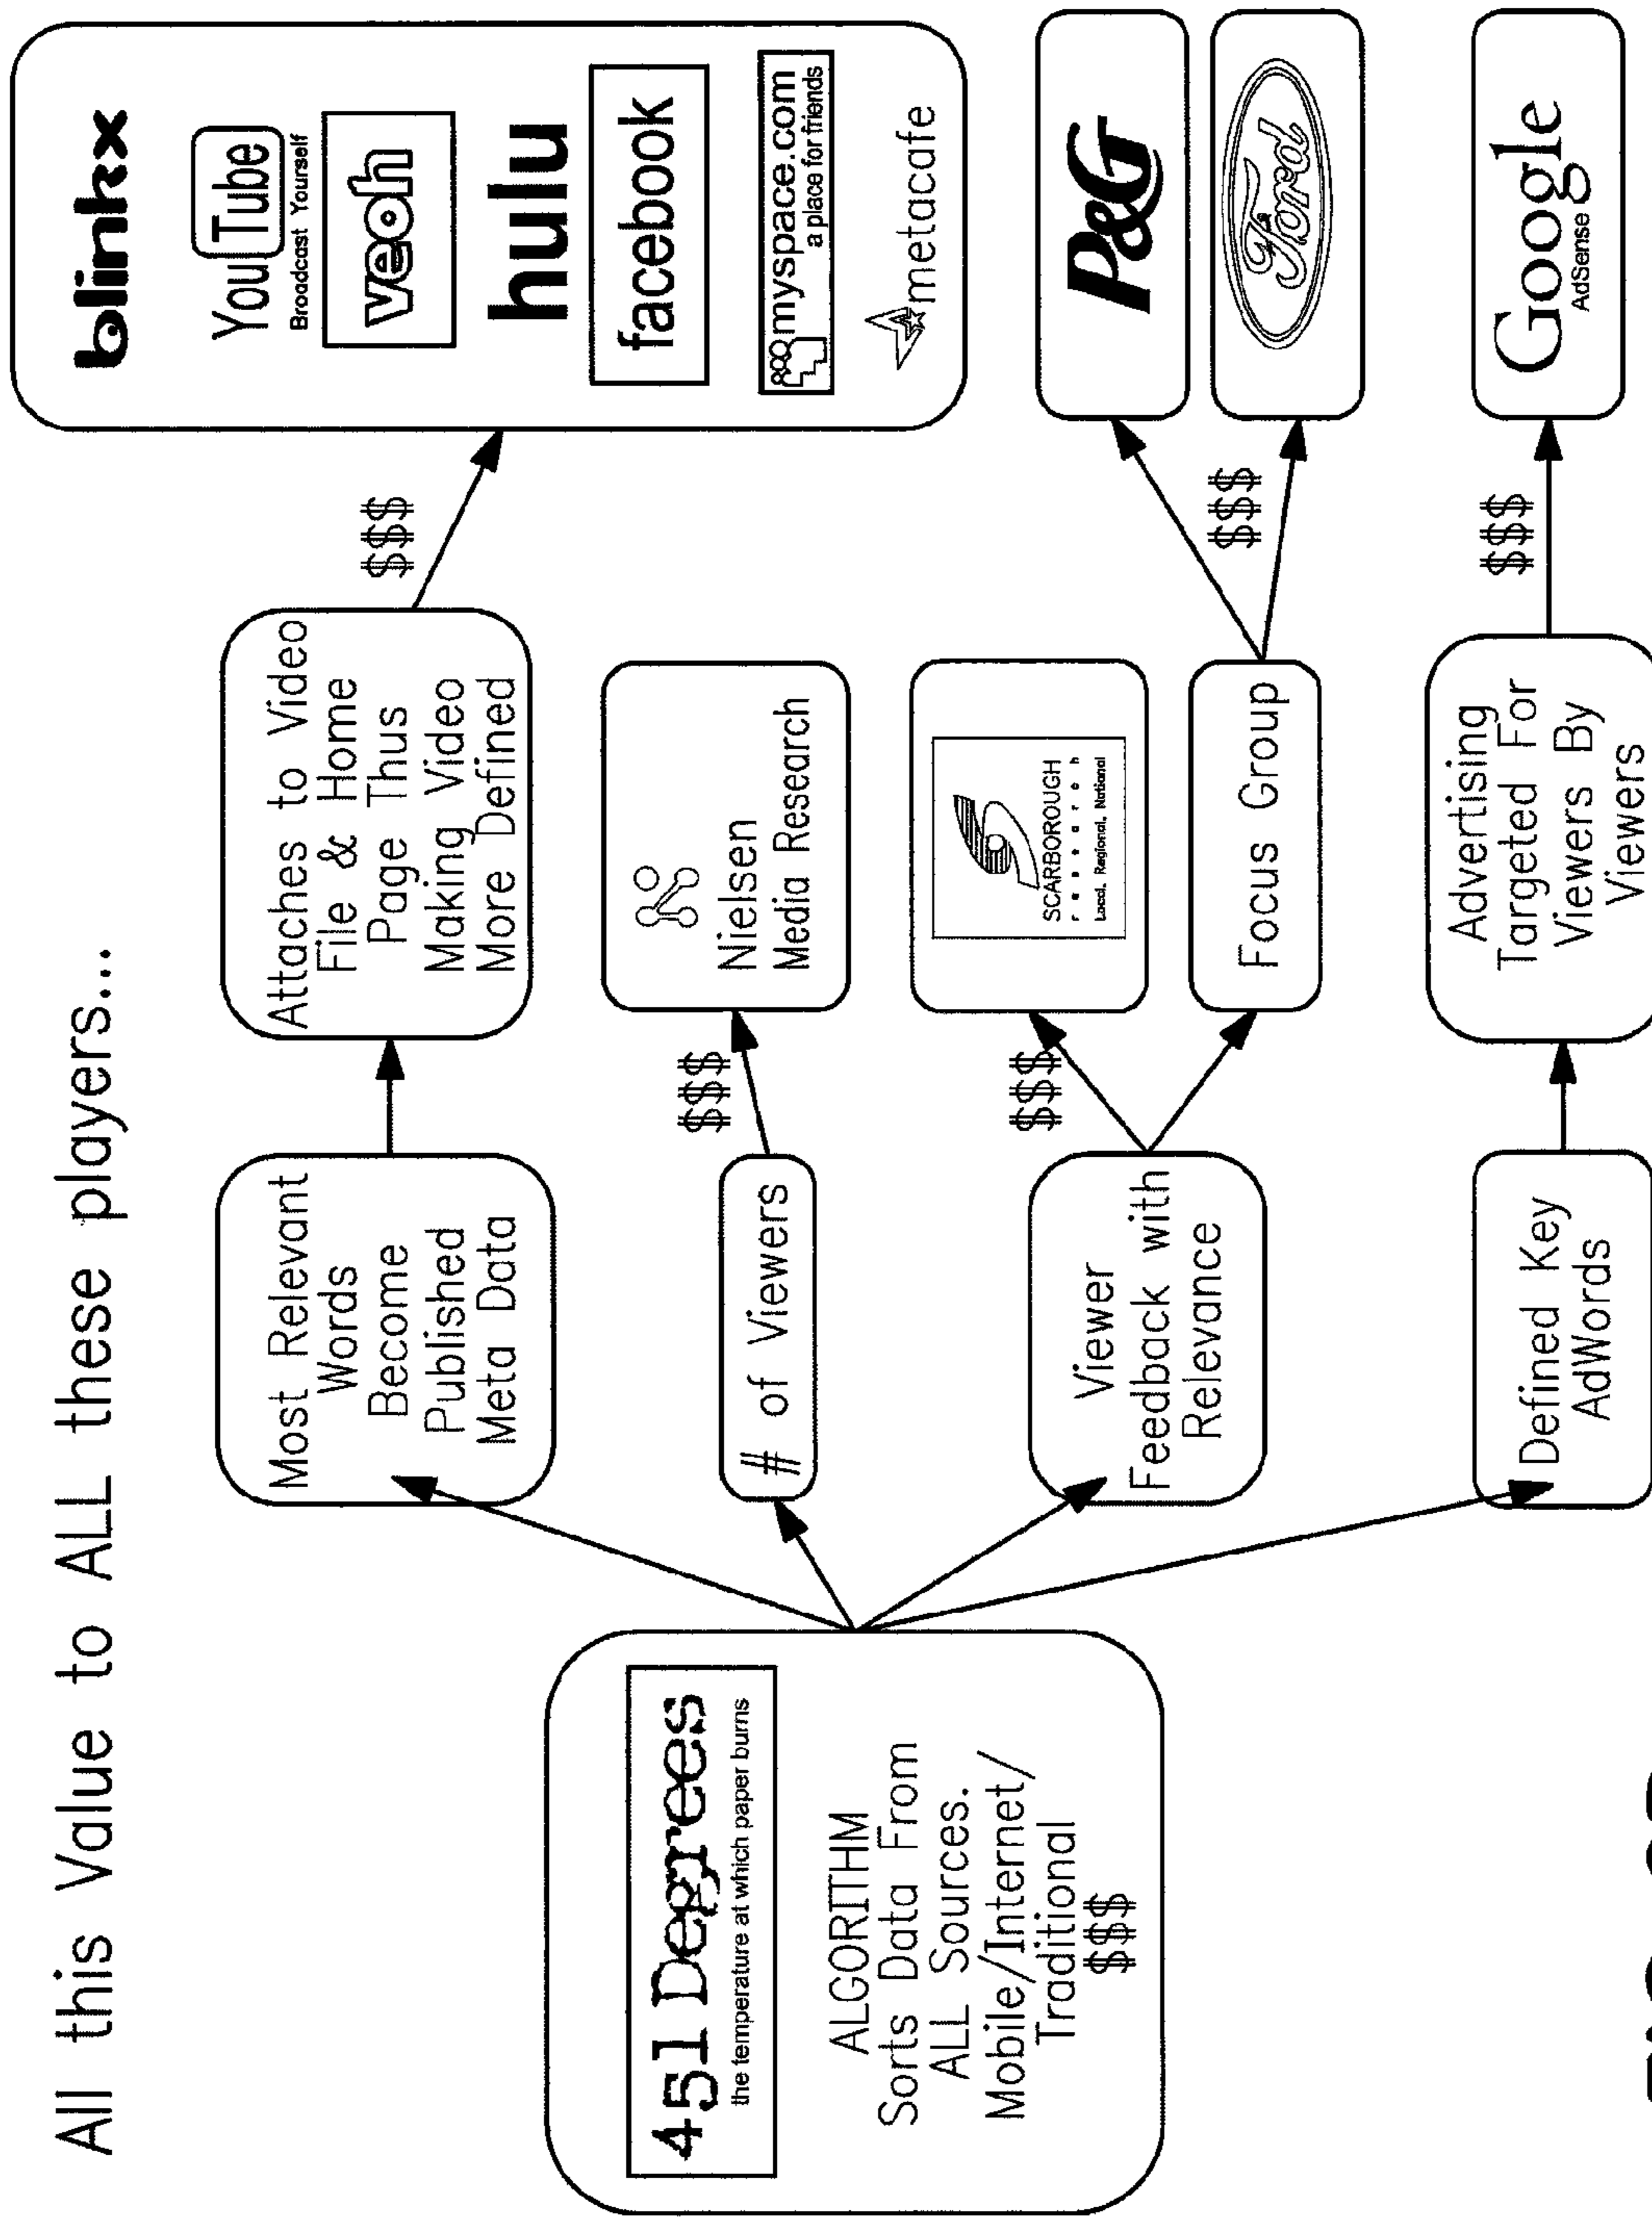 All this Value to ALL these players...
451 Degrees
the temperature at which paper burns
ALGORITHM
Sorts Data From
ALL Sources.
Mobile/Internet/
Traditional
$$$
Most Relevant
Words
Become
Published
Meta Data
Attaches to Video
File & Home
Page Thus
Making Video
More Defined
$$$
blinkx
YouTube
Broadcast Yourself
veoh
hulu
facebook
myspace.com
a place for friends
metacafe
# of Viewers
$$$
Nielsen
Media Research
Viewer
Feedback with
Relevance
$$$
SCARBOROUGH
research
Local. Regional. National
Focus Group
$$$
P&G
Ford
Defined Key
AdWords
Advertising
Targeted For
Viewers By
Viewers
$$$
Google
AdSense